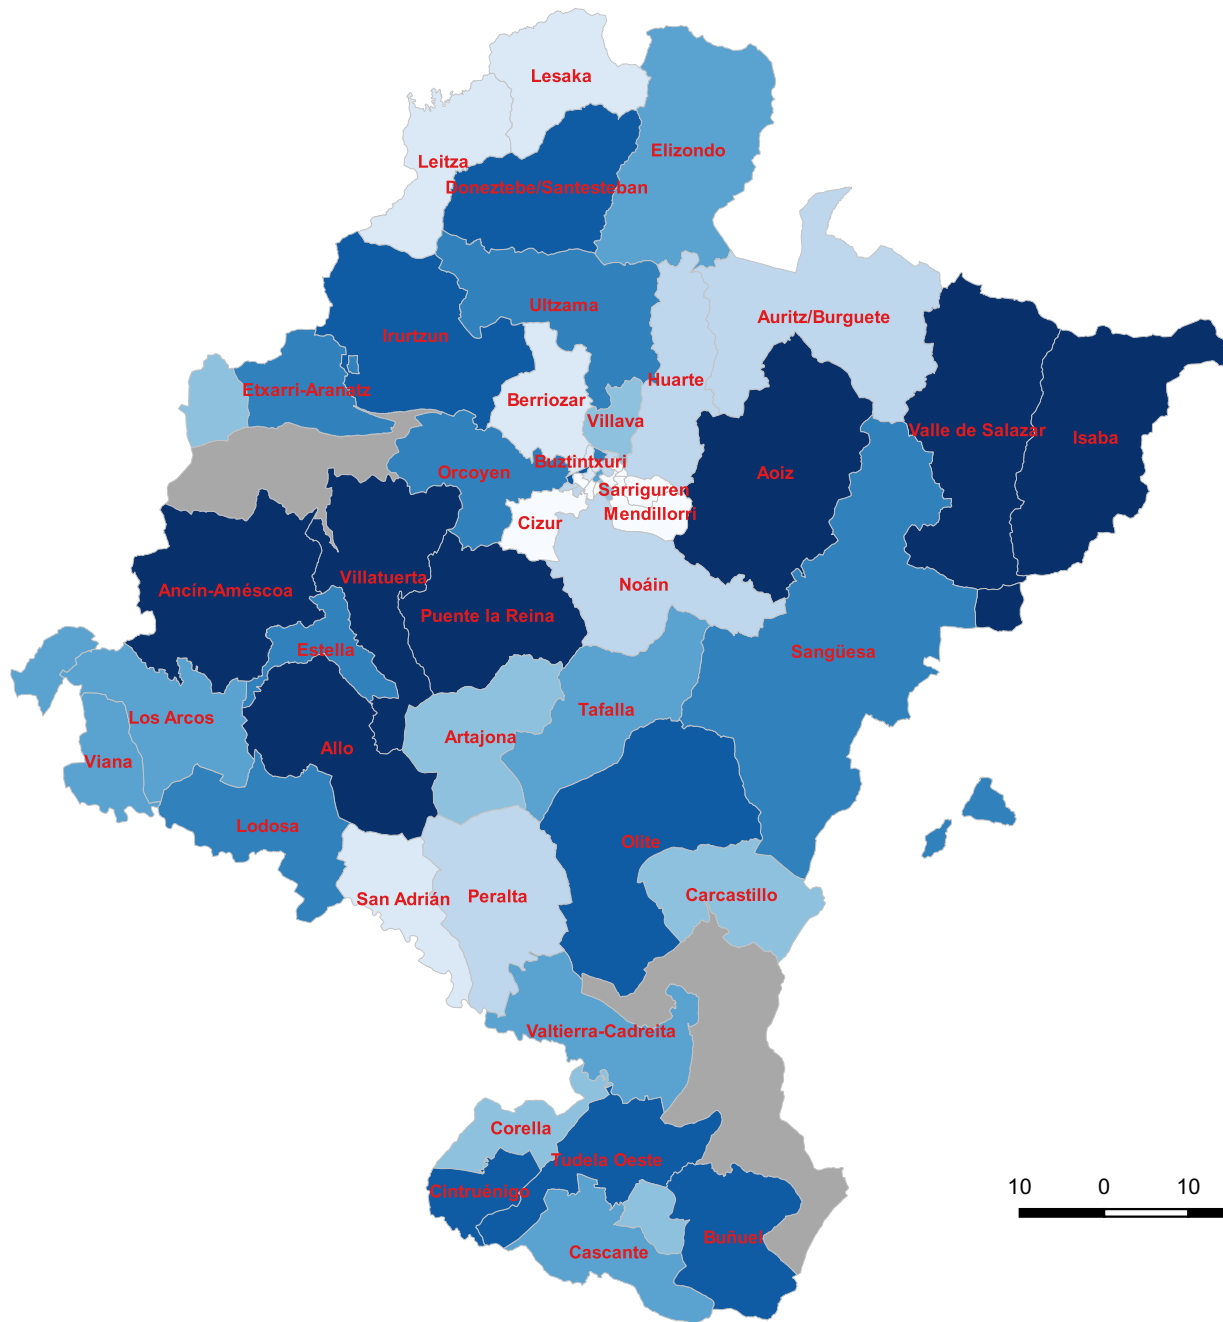 Lesaka
Elizondo
Leitza
Doneztebe/Santesteban
Ultzama
Auritz/Burguete
Irurtzun
Huarte
Etxarri-Aranatz
Berriozar
Villava
Valle de Salazar
Isaba
Buztintxuri
Orcoyen
Aoiz
Sarriguren
Mendillorri
Cizur
Villatuerta
Noáin
Ancín-Améscoa
Puente la Reina
Estella
Sangüesa
Tafalla
Los Arcos
Artajona
Allo
Viana
Lodosa
Olite
Carcastillo
Peralta
San Adrián
Valtierra-Cadreita
Corella
Tudela Oeste
Cintruénigo
10 0 10
Buñuel
Cascante